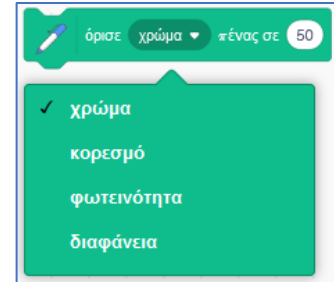 όρισε χρώμα πένας σε 50
χρώμα
κορεσμό
φωτεινότητα
διαφάνεια